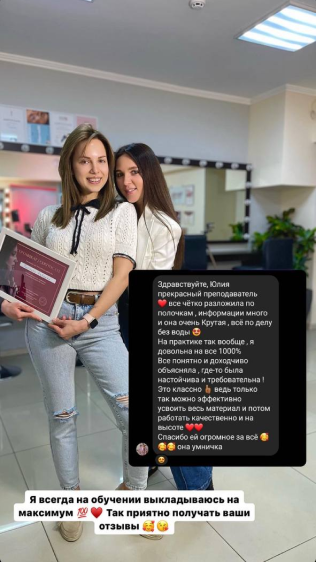 Здравствуйте, Юлия
прекрасный преподаватель
❤️ все чётко разложила по
полочкам , информации много
и она очень Крутая , всё по делу
без воды 😍
На практике так вообще , я
довольна на все 1000%
Все понятно и доходчиво
объясняла , где-то была
настойчива и требовательна !
Это классно 👍🏽 ведь только
так можно эффективно
усвоить весь материал и потом
работать качественно и на
высоте ❤️❤️
Спасибо ей огромное за всё 🥰
🥰🥰 она умничка
Я всегда на обучении выкладываюсь на
максимум 💯❤️ Так приятно получать ваши
отзывы 🥰😘